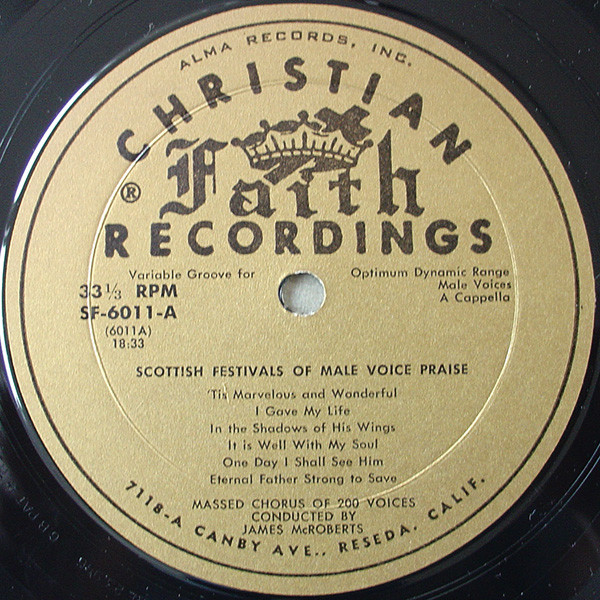 ALMA RECORDS, INC.
CHRISTIAN
Faith
®
RECORDINGS
Variable Groove for
Optimum Dynamic Range
33⅓ RPM
Male Voices
SF-6011-A
A Cappella
(6011A)
18:33
SCOTTISH FESTIVALS OF MALE VOICE PRAISE
'Tis Marvelous and Wonderful
I Gave My Life
In the Shadows of His Wings
It is Well With My Soul
One Day I Shall See Him
Eternal Father Strong to Save
MASSED CHORUS OF 200 VOICES
CONDUCTED BY
JAMES McROBERTS
7118-A CANBY AVE., RESEDA, CALIF.